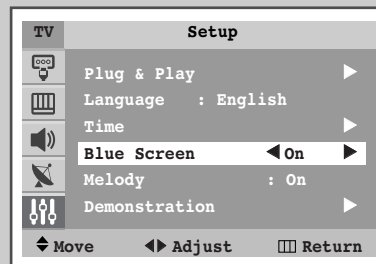 TV Setup
Plug & Play
Language : English
Time
Blue Screen On
Melody : On
Demonstration
Move Adjust Return